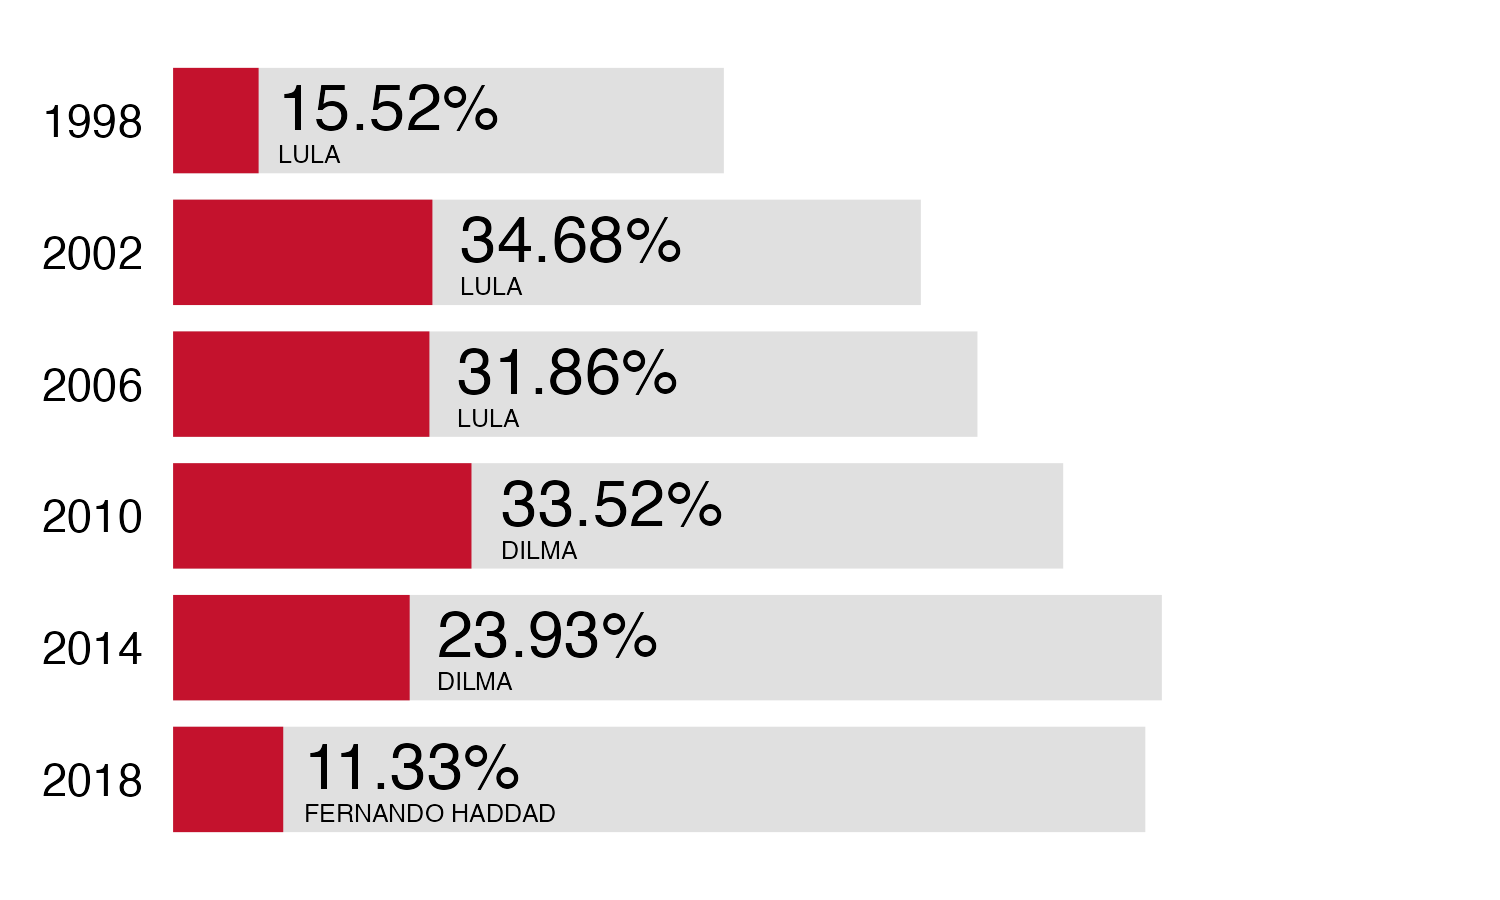 1998
15.52%
LULA
2002
34.68%
LULA
2006
31.86%
LULA
2010
33.52%
DILMA
2014
23.93%
DILMA
2018
11.33%
FERNANDO HADDAD